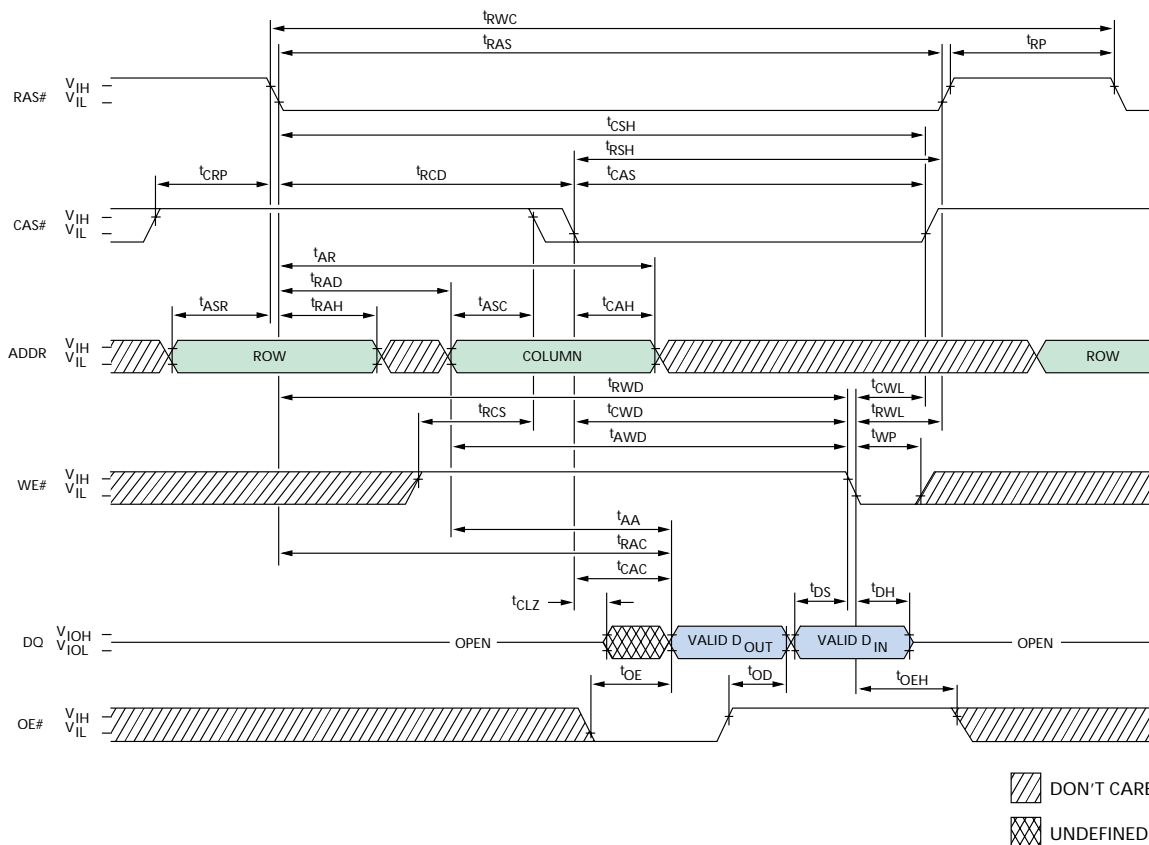 tRWC
tRAS
tRP
RAS# VIH
VIL
tCSH
tRSH
tCRP tRCD tCAS
CAS# VIH
VIL
tAR
tRAD
tASR tRAH tASC tCAH
ADDR VIH
VIL
ROW COLUMN ROW
tRWD tCWL
tRCS tCWD tRWL
tAWD tWP
WE# VIH
VIL
tAA
tRAC
tCAC
tCLZ tDS tDH
DQ VIOH
VIOL
OPEN VALID DOUT VALID DIN OPEN
tOE tOD tOEH
OE# VIH
VIL
DON'T CARE
UNDEFINED